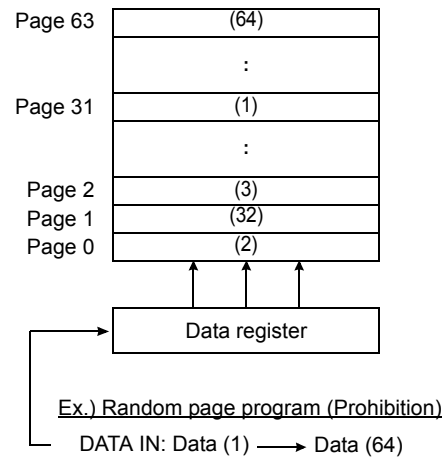 Page 63 (64)
:
Page 31 (1)
:
Page 2 (3)
Page 1 (32)
Page 0 (2)
Data register
Ex.) Random page program (Prohibition)
DATA IN: Data (1) Data (64)